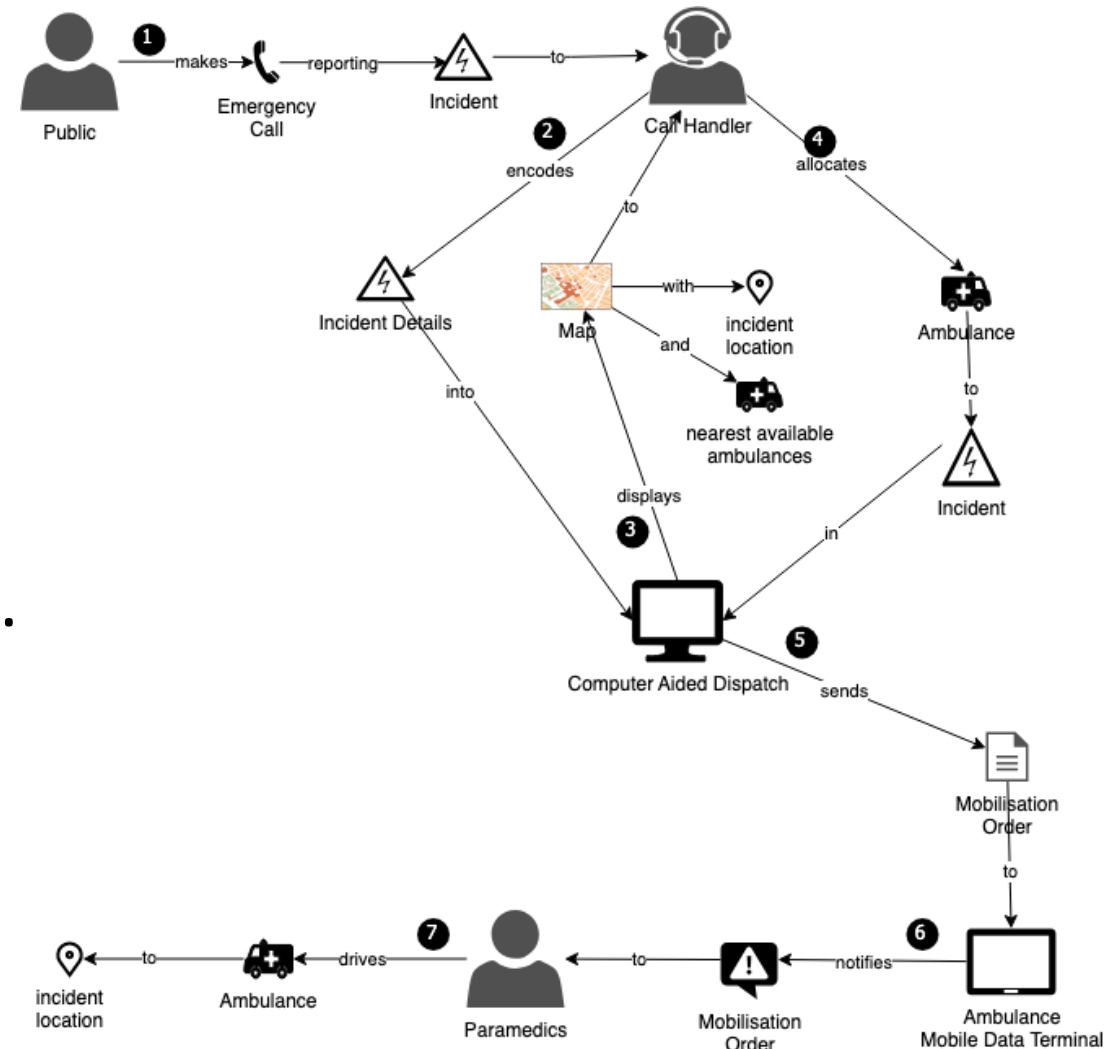 1
makes
reporting
to
Public
Emergency
Call
Incident
Call Handler
2
encodes
4
allocates
to
Incident Details
Map
with
incident
location
and
nearest available
ambulances
Ambulance
to
Incident
into
displays
3
in
Computer Aided Dispatch
5
sends
Mobilisation
Order
to
6
notifies
Ambulance
Mobile Data Terminal
Mobilisation
Order
to
Paramedics
7
drives
Ambulance
to
incident
location